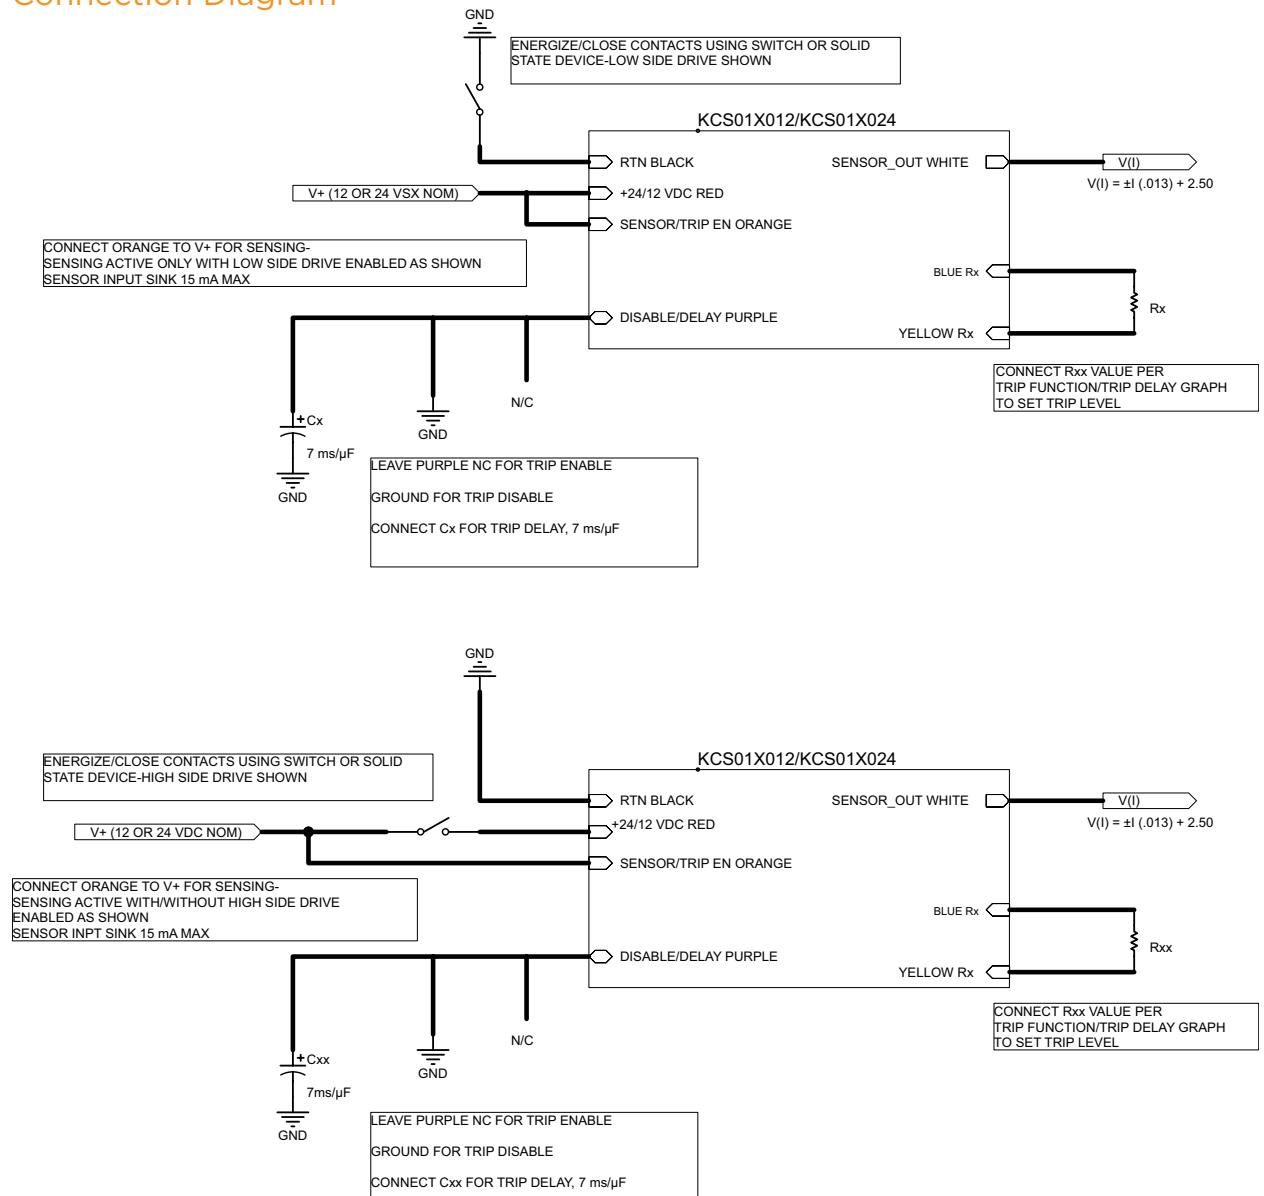 Connection Diagram
GND
ENERGIZE/CLOSE CONTACTS USING SWITCH OR SOLID
STATE DEVICE-LOW SIDE DRIVE SHOWN
KCS01X012/KCS01X024
RTN BLACK
SENSOR_OUT WHITE
V(I)
V(I) = ±I (.013) + 2.50
V+ (12 OR 24 VSX NOM)
+24/12 VDC RED
SENSOR/TRIP EN ORANGE
CONNECT ORANGE TO V+ FOR SENSING-
SENSING ACTIVE ONLY WITH LOW SIDE DRIVE ENABLED AS SHOWN
SENSOR INPUT SINK 15 mA MAX
BLUE Rx
Rx
DISABLE/DELAY PURPLE
YELLOW Rx
CONNECT Rxx VALUE PER
TRIP FUNCTION/TRIP DELAY GRAPH
TO SET TRIP LEVEL
N/C
+Cx
7 ms/µF
GND
GND
LEAVE PURPLE NC FOR TRIP ENABLE
GROUND FOR TRIP DISABLE
CONNECT Cx FOR TRIP DELAY, 7 ms/µF
GND
ENERGIZE/CLOSE CONTACTS USING SWITCH OR SOLID
STATE DEVICE-HIGH SIDE DRIVE SHOWN
KCS01X012/KCS01X024
RTN BLACK
SENSOR_OUT WHITE
V(I)
V(I) = ±I (.013) + 2.50
V+ (12 OR 24 VDC NOM)
+24/12 VDC RED
SENSOR/TRIP EN ORANGE
CONNECT ORANGE TO V+ FOR SENSING-
SENSING ACTIVE WITH/WITHOUT HIGH SIDE DRIVE
ENABLED AS SHOWN
SENSOR INPT SINK 15 mA MAX
BLUE Rx
Rxx
DISABLE/DELAY PURPLE
YELLOW Rx
CONNECT Rxx VALUE PER
TRIP FUNCTION/TRIP DELAY GRAPH
TO SET TRIP LEVEL
N/C
+Cxx
7ms/µF
GND
GND
LEAVE PURPLE NC FOR TRIP ENABLE
GROUND FOR TRIP DISABLE
CONNECT Cxx FOR TRIP DELAY, 7 ms/µF